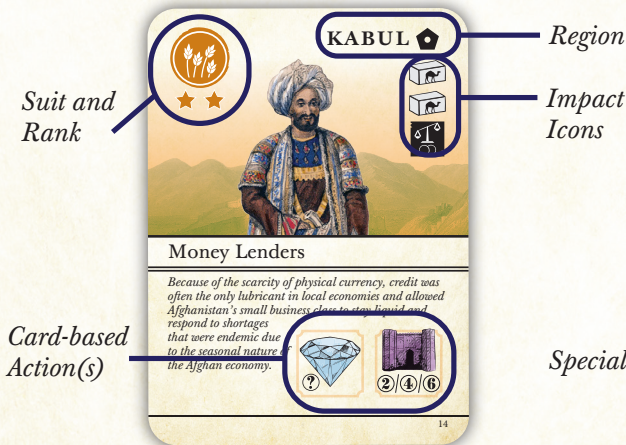 KABUL
Region
Suit and
Rank
Impact
Icons
Money Lenders
Because of the scarcity of physical currency, credit was
often the only lubricant in local economies and allowed
Afghanistan's small business class to stay liquid and
respond to shortages
that were endemic due
to the seasonal nature of
the Afghan economy.
Card-based
Action(s)
? 2/4/6
Special
14